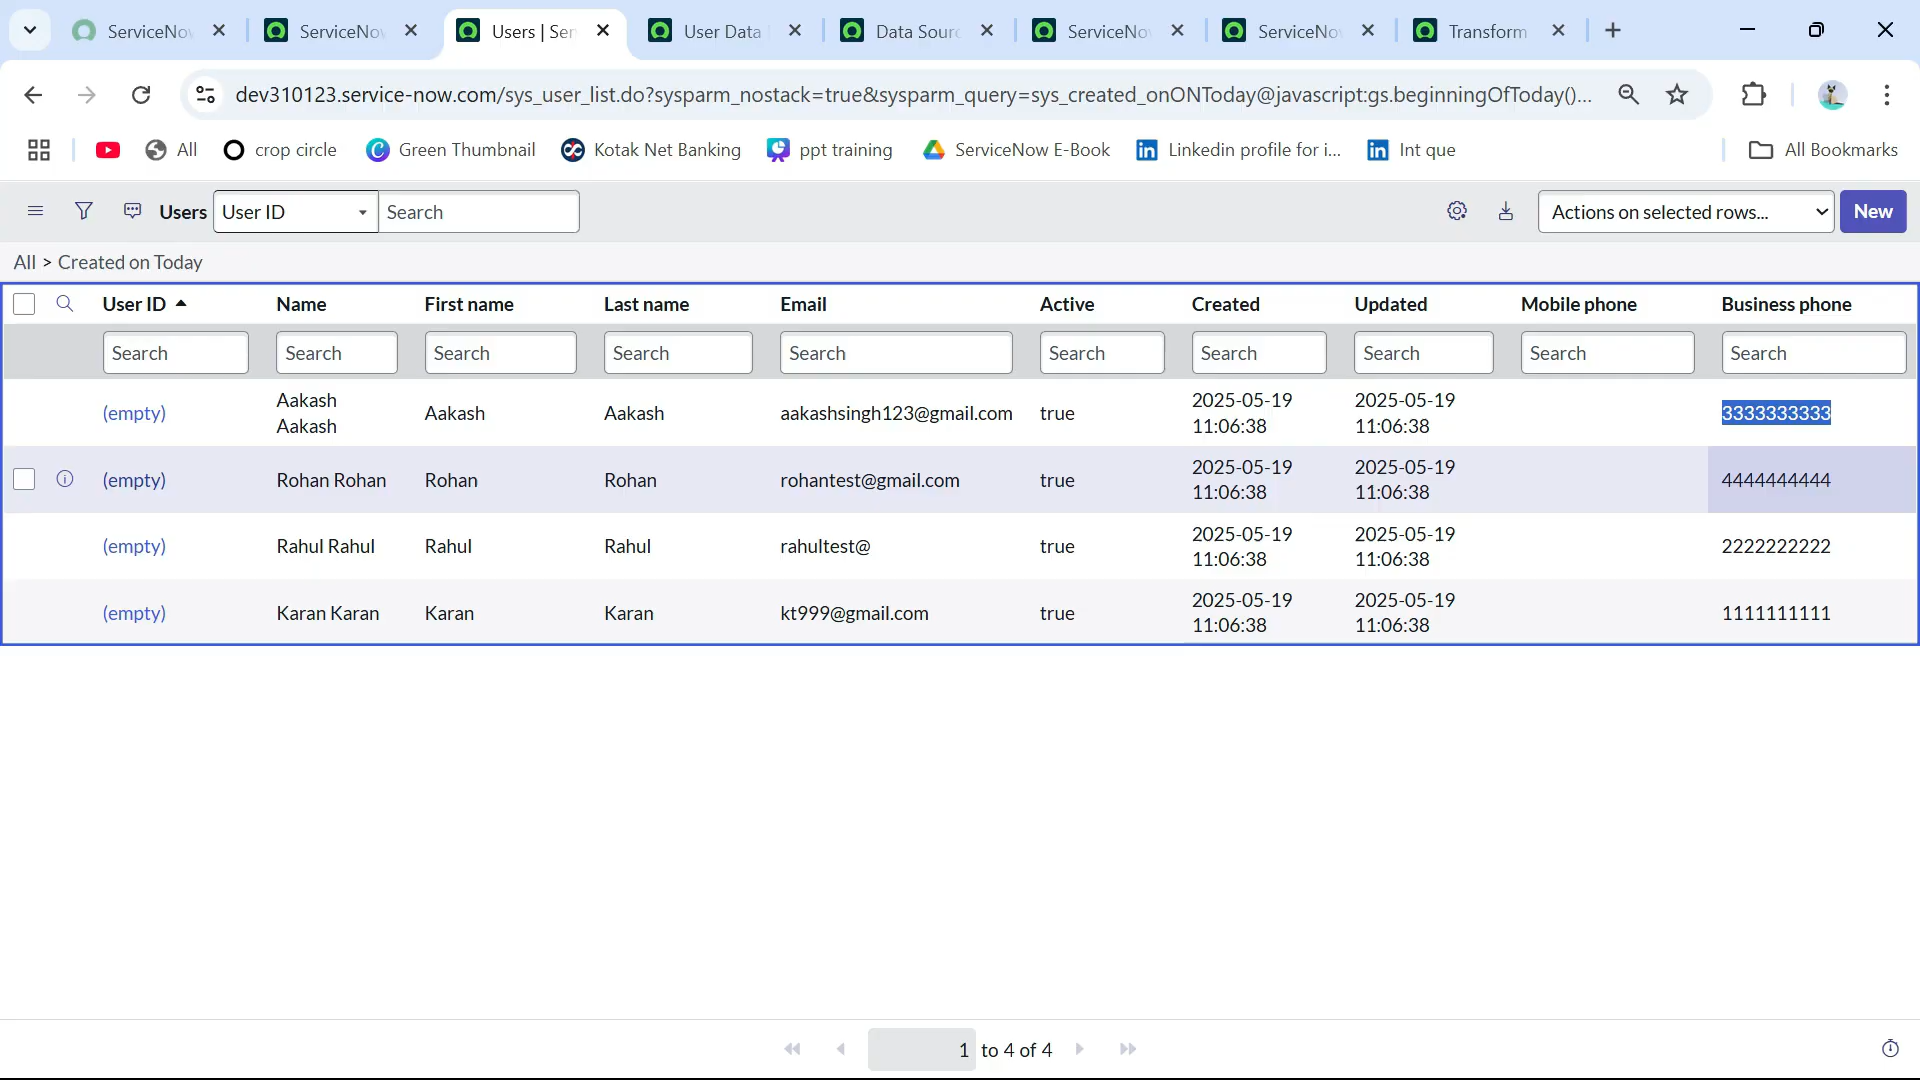 ServiceNo
ServiceNo
Users | Ser
User Data
Data Sour
ServiceNo
ServiceNo
Transform
dev310123.service-now.com/sys_user_list.do?sysparm_nostack=true&sysparm_query=sys_created_onONToday@javascript:gs.beginningOfToday()...
All
crop circle
Green Thumbnail
Kotak Net Banking
ppt training
ServiceNow E-Book
Linkedin profile for i...
Int que
All Bookmarks
Users
User ID
Search
Actions on selected rows...
New
All > Created on Today
User ID Name First name Last name Email Active Created Updated Mobile phone Business phone
Search Search Search Search Search Search Search Search Search Search
(empty) Aakash Aakash Aakash Aakash aakashsingh123@gmail.com true 2025-05-19 11:06:38 2025-05-19 11:06:38 3333333333
(empty) Rohan Rohan Rohan Rohan rohantest@gmail.com true 2025-05-19 11:06:38 2025-05-19 11:06:38 4444444444
(empty) Rahul Rahul Rahul Rahul rahultest@ true 2025-05-19 11:06:38 2025-05-19 11:06:38 2222222222
(empty) Karan Karan Karan Karan kt999@gmail.com true 2025-05-19 11:06:38 2025-05-19 11:06:38 1111111111
1 to 4 of 4